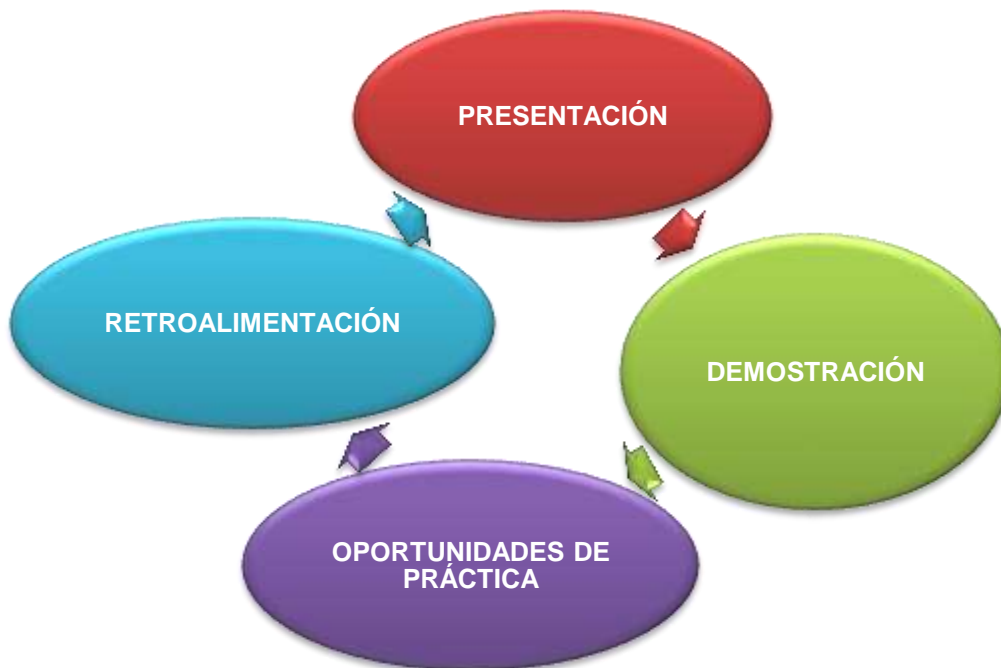 PRESENTACIÓN
DEMOSTRACIÓN
OPORTUNIDADES DE
PRÁCTICA
RETROALIMENTACIÓN